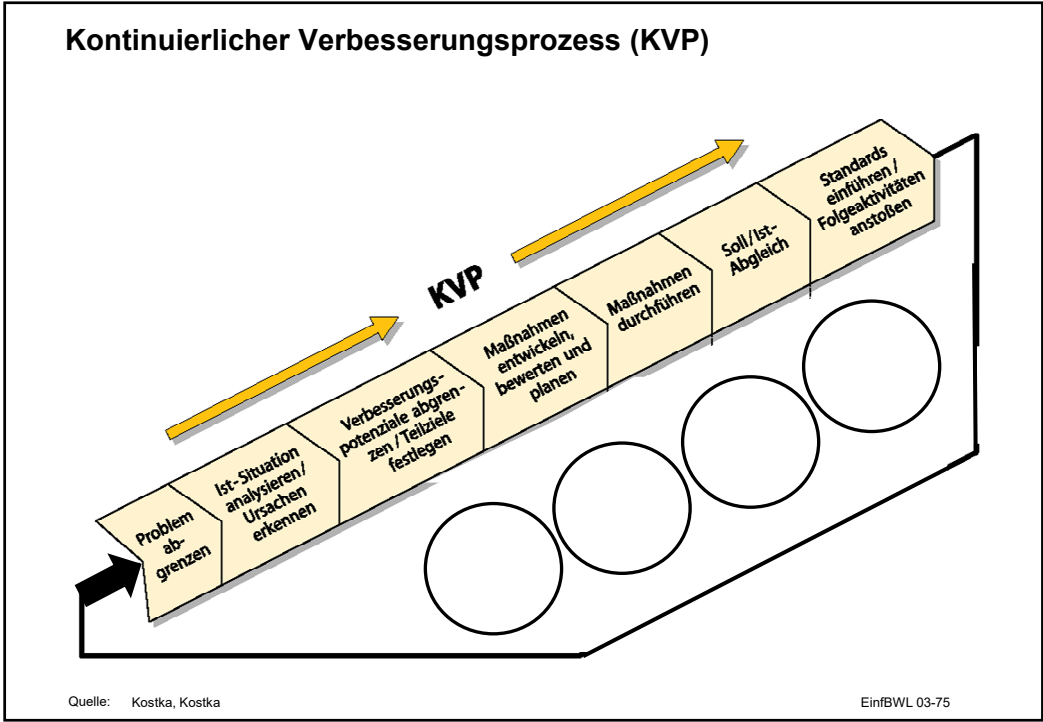 Kontinuierlicher Verbesserungsprozess (KVP)
KVP
Problem
ab-
grenzen
Ist-Situation
analysieren/
Ursachen
erkennen
Verbesserungs-
potenziale abgren-
zen / Teilziele
festlegen
Maßnahmen
entwickeln,
bewerten und
planen
Maßnahmen
durchführen
Soll/Ist-
Abgleich
Standards
einführen /
Folgeaktivitäten
anstoßen
Quelle: Kostka, Kostka
EinfBWL 03-75